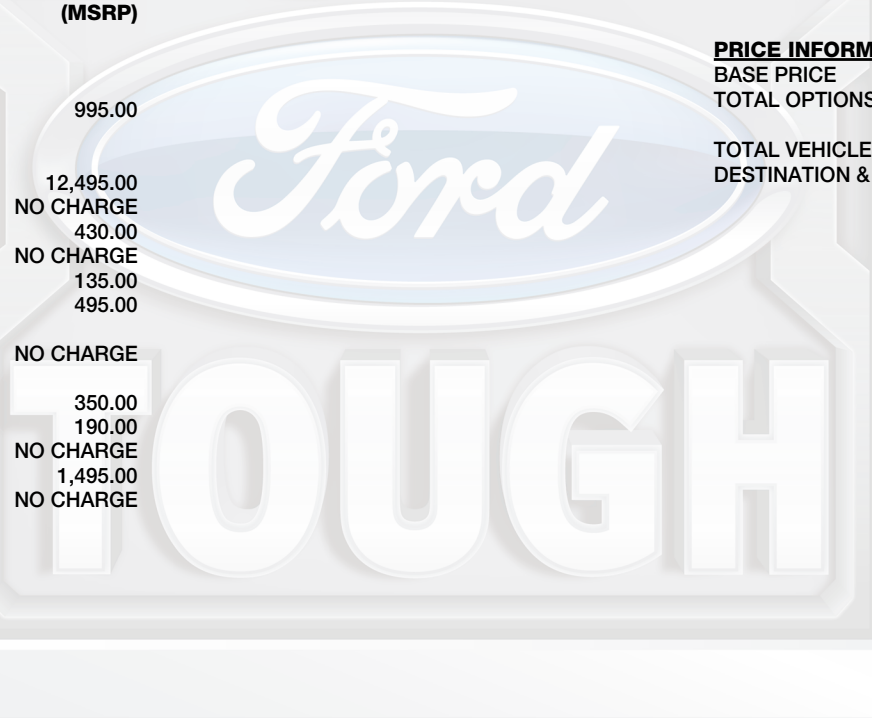 (MSRP)
995.00
12,495.00
NO CHARGE
430.00
NO CHARGE
135.00
495.00
NO CHARGE
350.00
190.00
NO CHARGE
1,495.00
NO CHARGE
PRICE INFORM
BASE PRICE
TOTAL OPTIONS
TOTAL VEHICLE
DESTINATION &
Ford
TOUGH